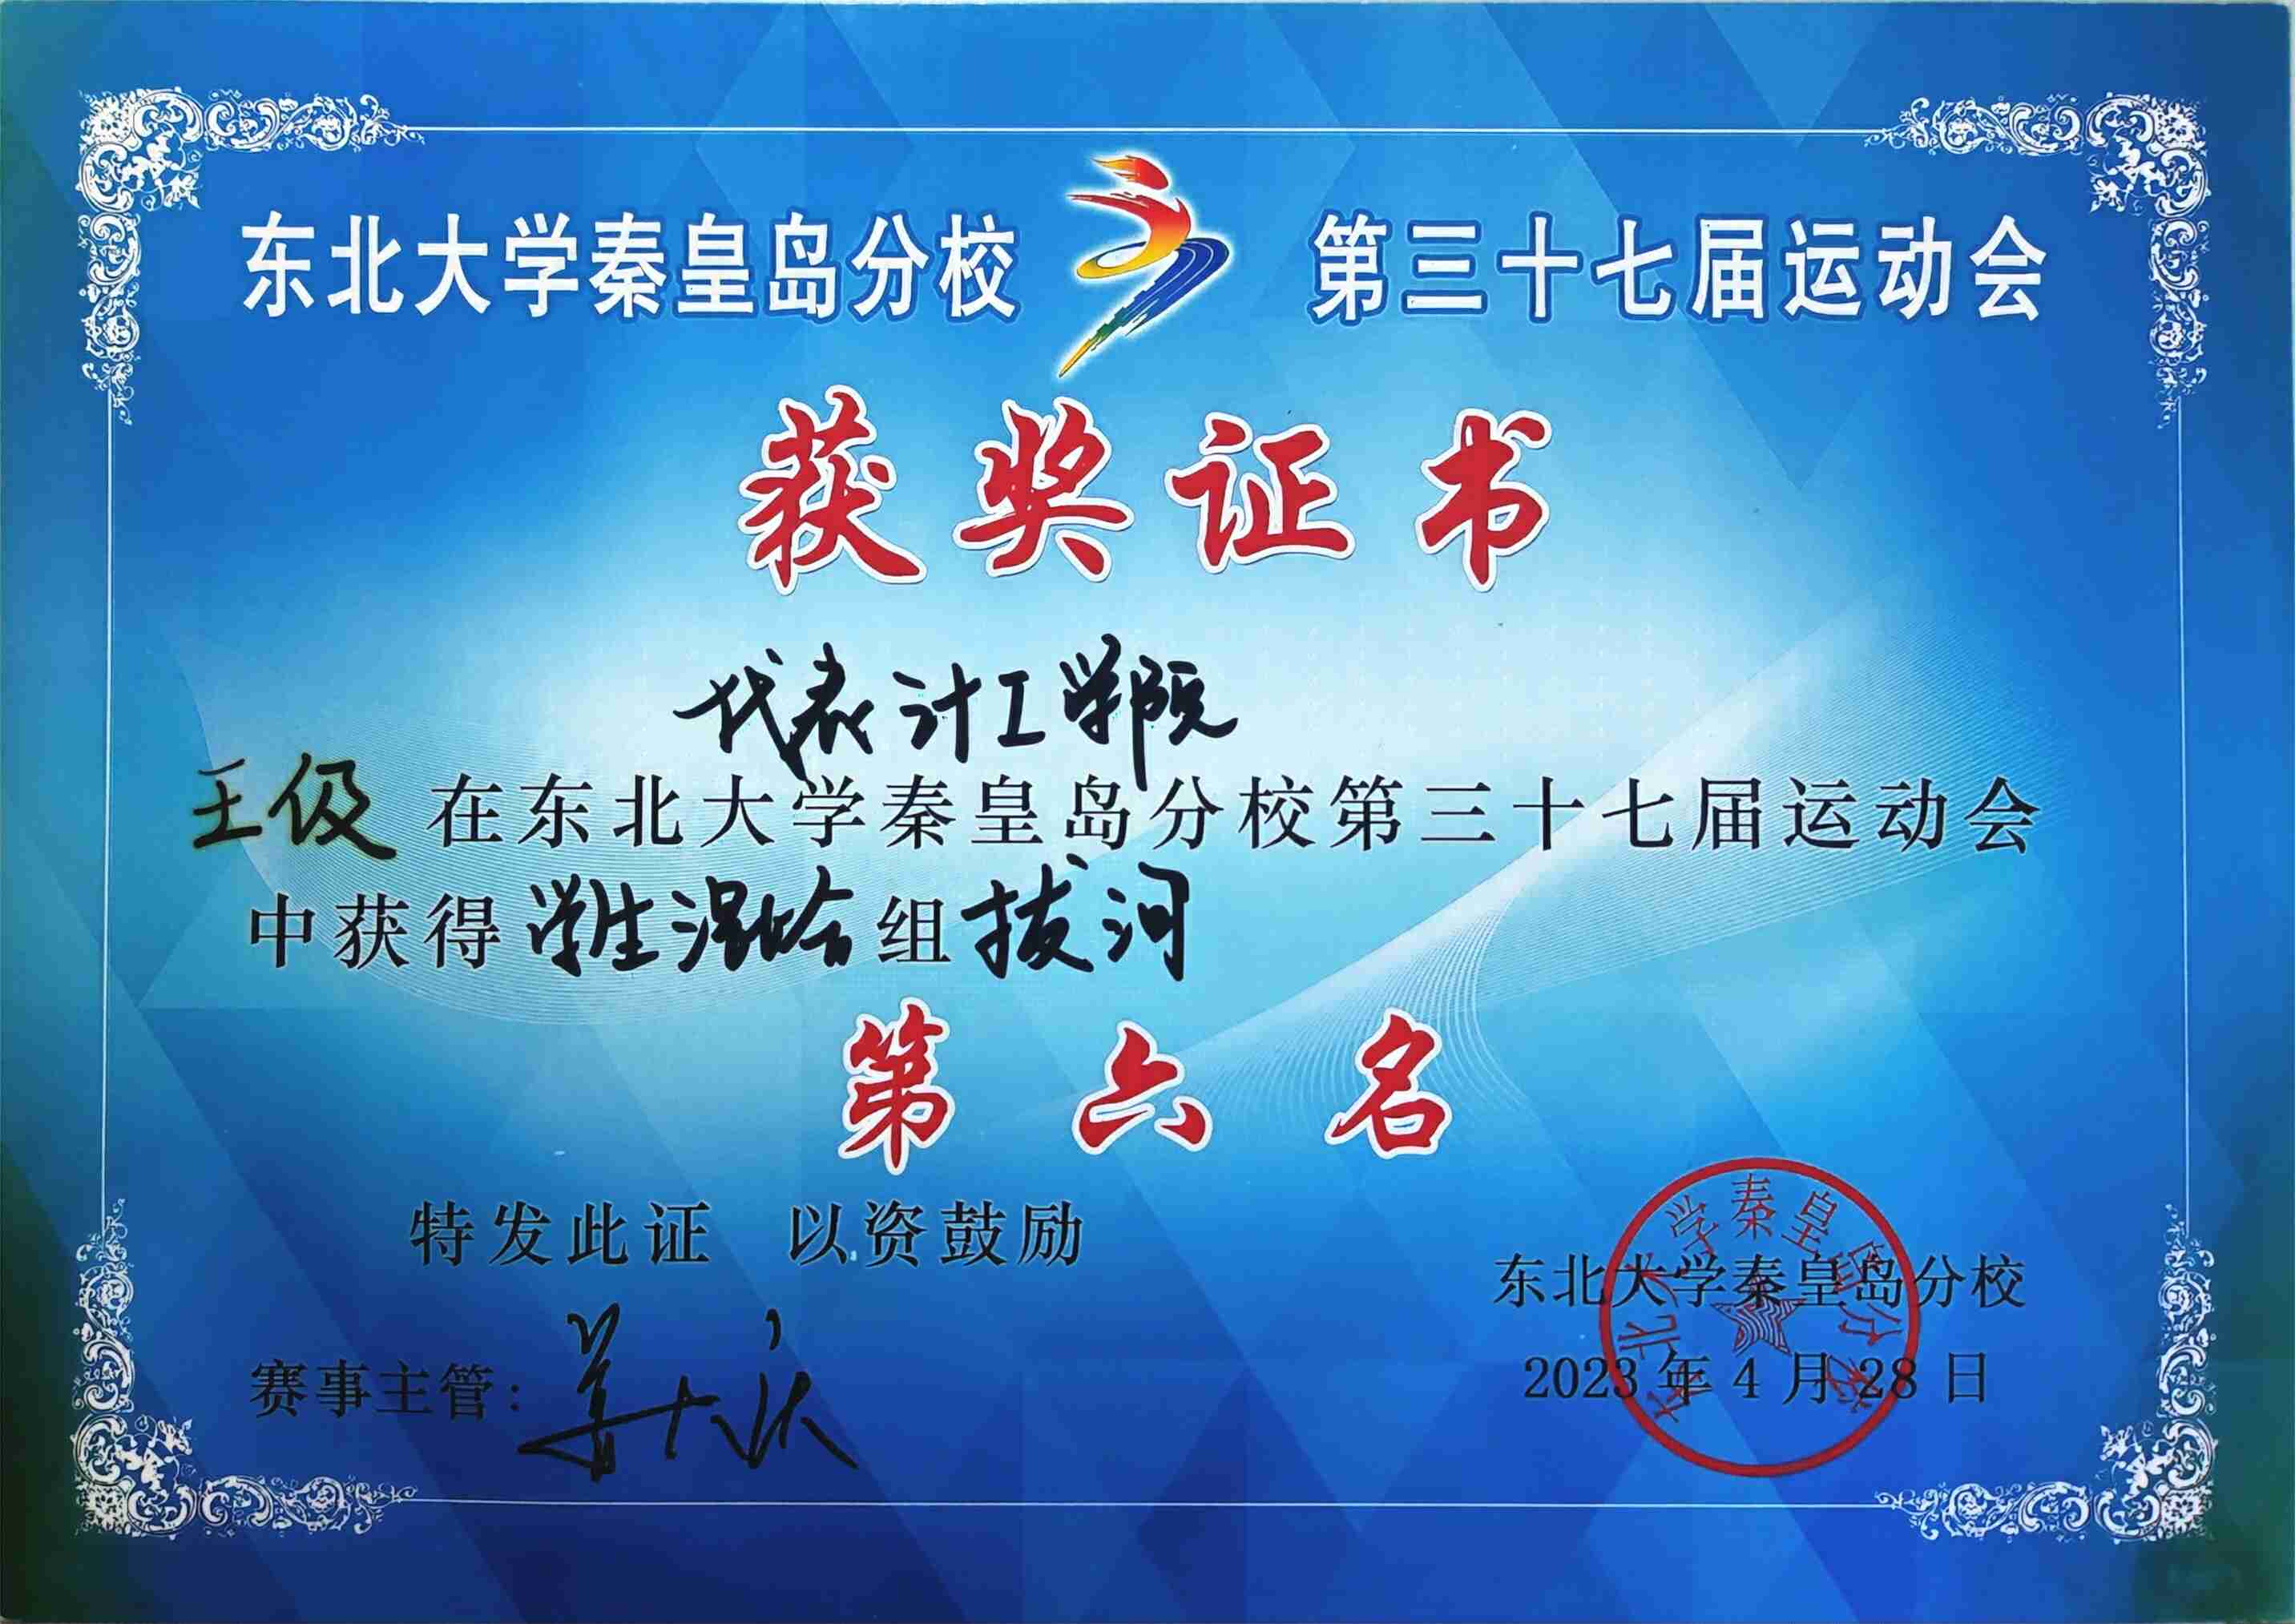 东北大学秦皇岛分校 第三十七届运动会
获奖证书
代表计工学院
王伋 在东北大学秦皇岛分校第三十七届运动会
中获得 学生混合 组 拔河
第六名
特发此证 以资鼓励
东北大学秦皇岛分校
赛事主管:
2023 年 4 月 28 日
东北大学秦皇岛分校